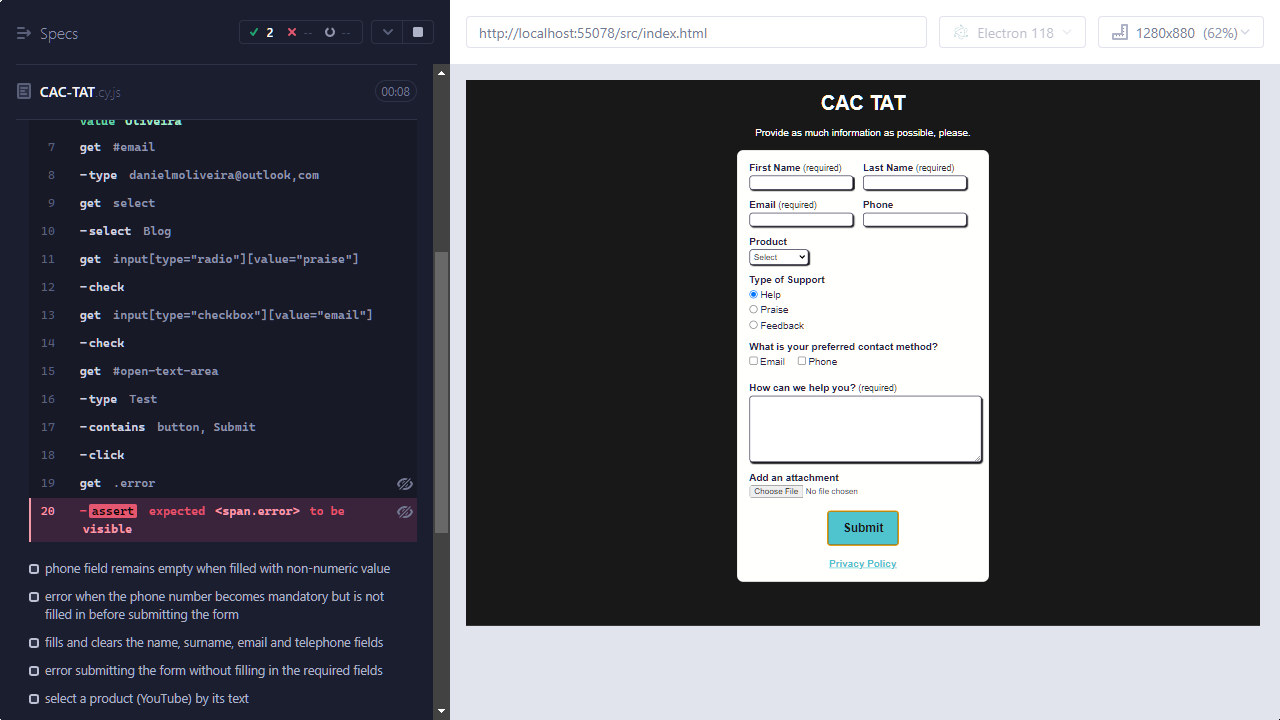 Specs
2
--
--
CAC-TAT.cy.js
00:08
value Oliveira
7 get #email
8 -type danielmoliveira@outlook,com
9 get select
10 -select Blog
11 get input[type="radio"][value="praise"]
12 -check
13 get input[type="checkbox"][value="email"]
14 -check
15 get #open-text-area
16 -type Test
17 -contains button, Submit
18 -click
19 get .error
20 -assert expected <span.error> to be
visible
phone field remains empty when filled with non-numeric value
error when the phone number becomes mandatory but is not
filled in before submitting the form
fills and clears the name, surname, email and telephone fields
error submitting the form without filling in the required fields
select a product (YouTube) by its text
http://localhost:55078/src/index.html
Electron 118
1280x880 (62%)
CAC TAT
Provide as much information as possible, please.
First Name (required) Last Name (required)
Email (required) Phone
Product
Select
Type of Support
Help
Praise
Feedback
What is your preferred contact method?
Email Phone
How can we help you? (required)
Add an attachment
Choose File No file chosen
Submit
Privacy Policy